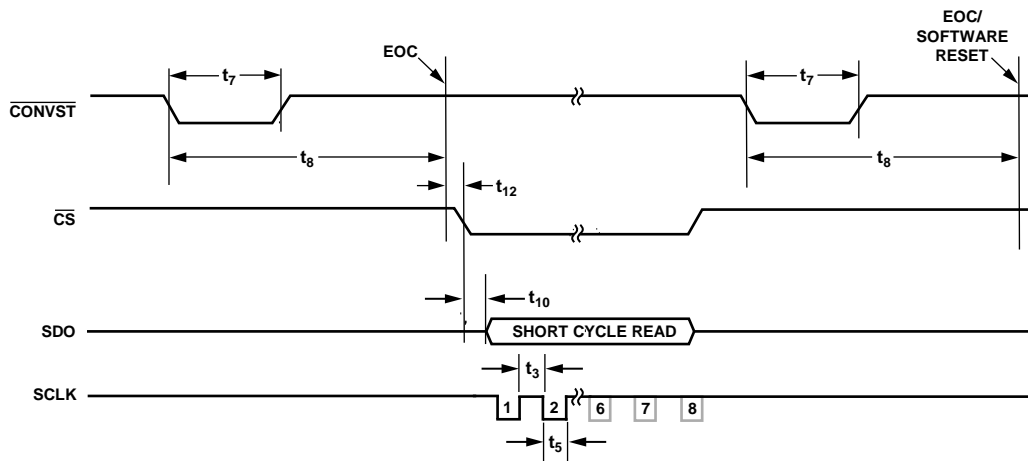 EOC
EOC/
SOFTWARE
RESET
t7
t7
CONVST
t8
t8
t12
CS
t10
SDO
SHORT CYCLE READ
t3
SCLK
1
2
6
7
8
t5